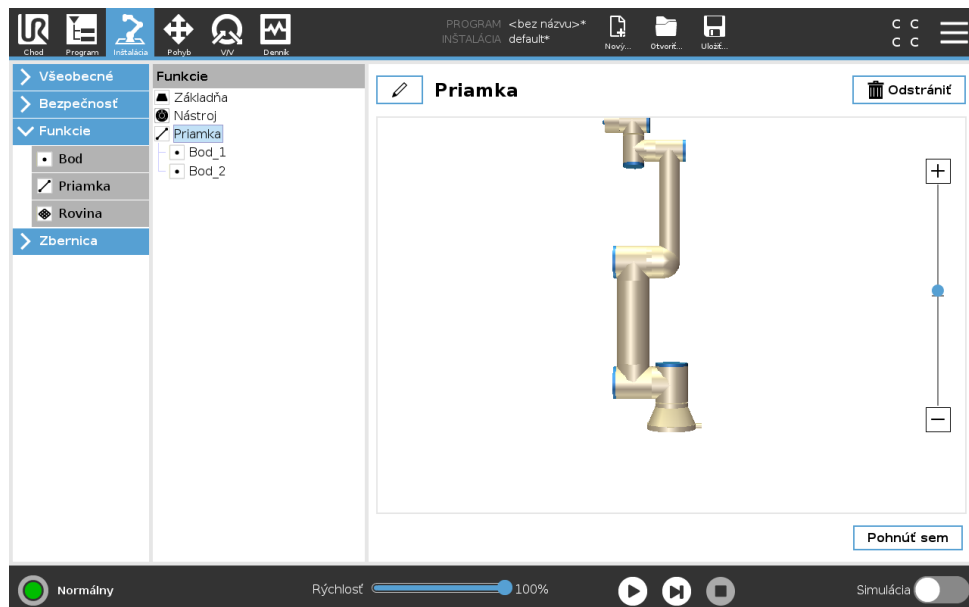 Chod
Program
Inštalácia
Pohyb
V/V
Denník
PROGRAM <bez názvu>*
INŠTALÁCIA default*
Nový...
Otvoriť...
Uložiť...
C C
C C
Všeobecné
Bezpečnosť
Funkcie
Bod
Priamka
Rovina
Zbernica
Funkcie
Základňa
Nástroj
Priamka
Bod_1
Bod_2
Priamka
Odstrániť
Pohnúť sem
Normálny
Rýchlosť
100%
Simulácia